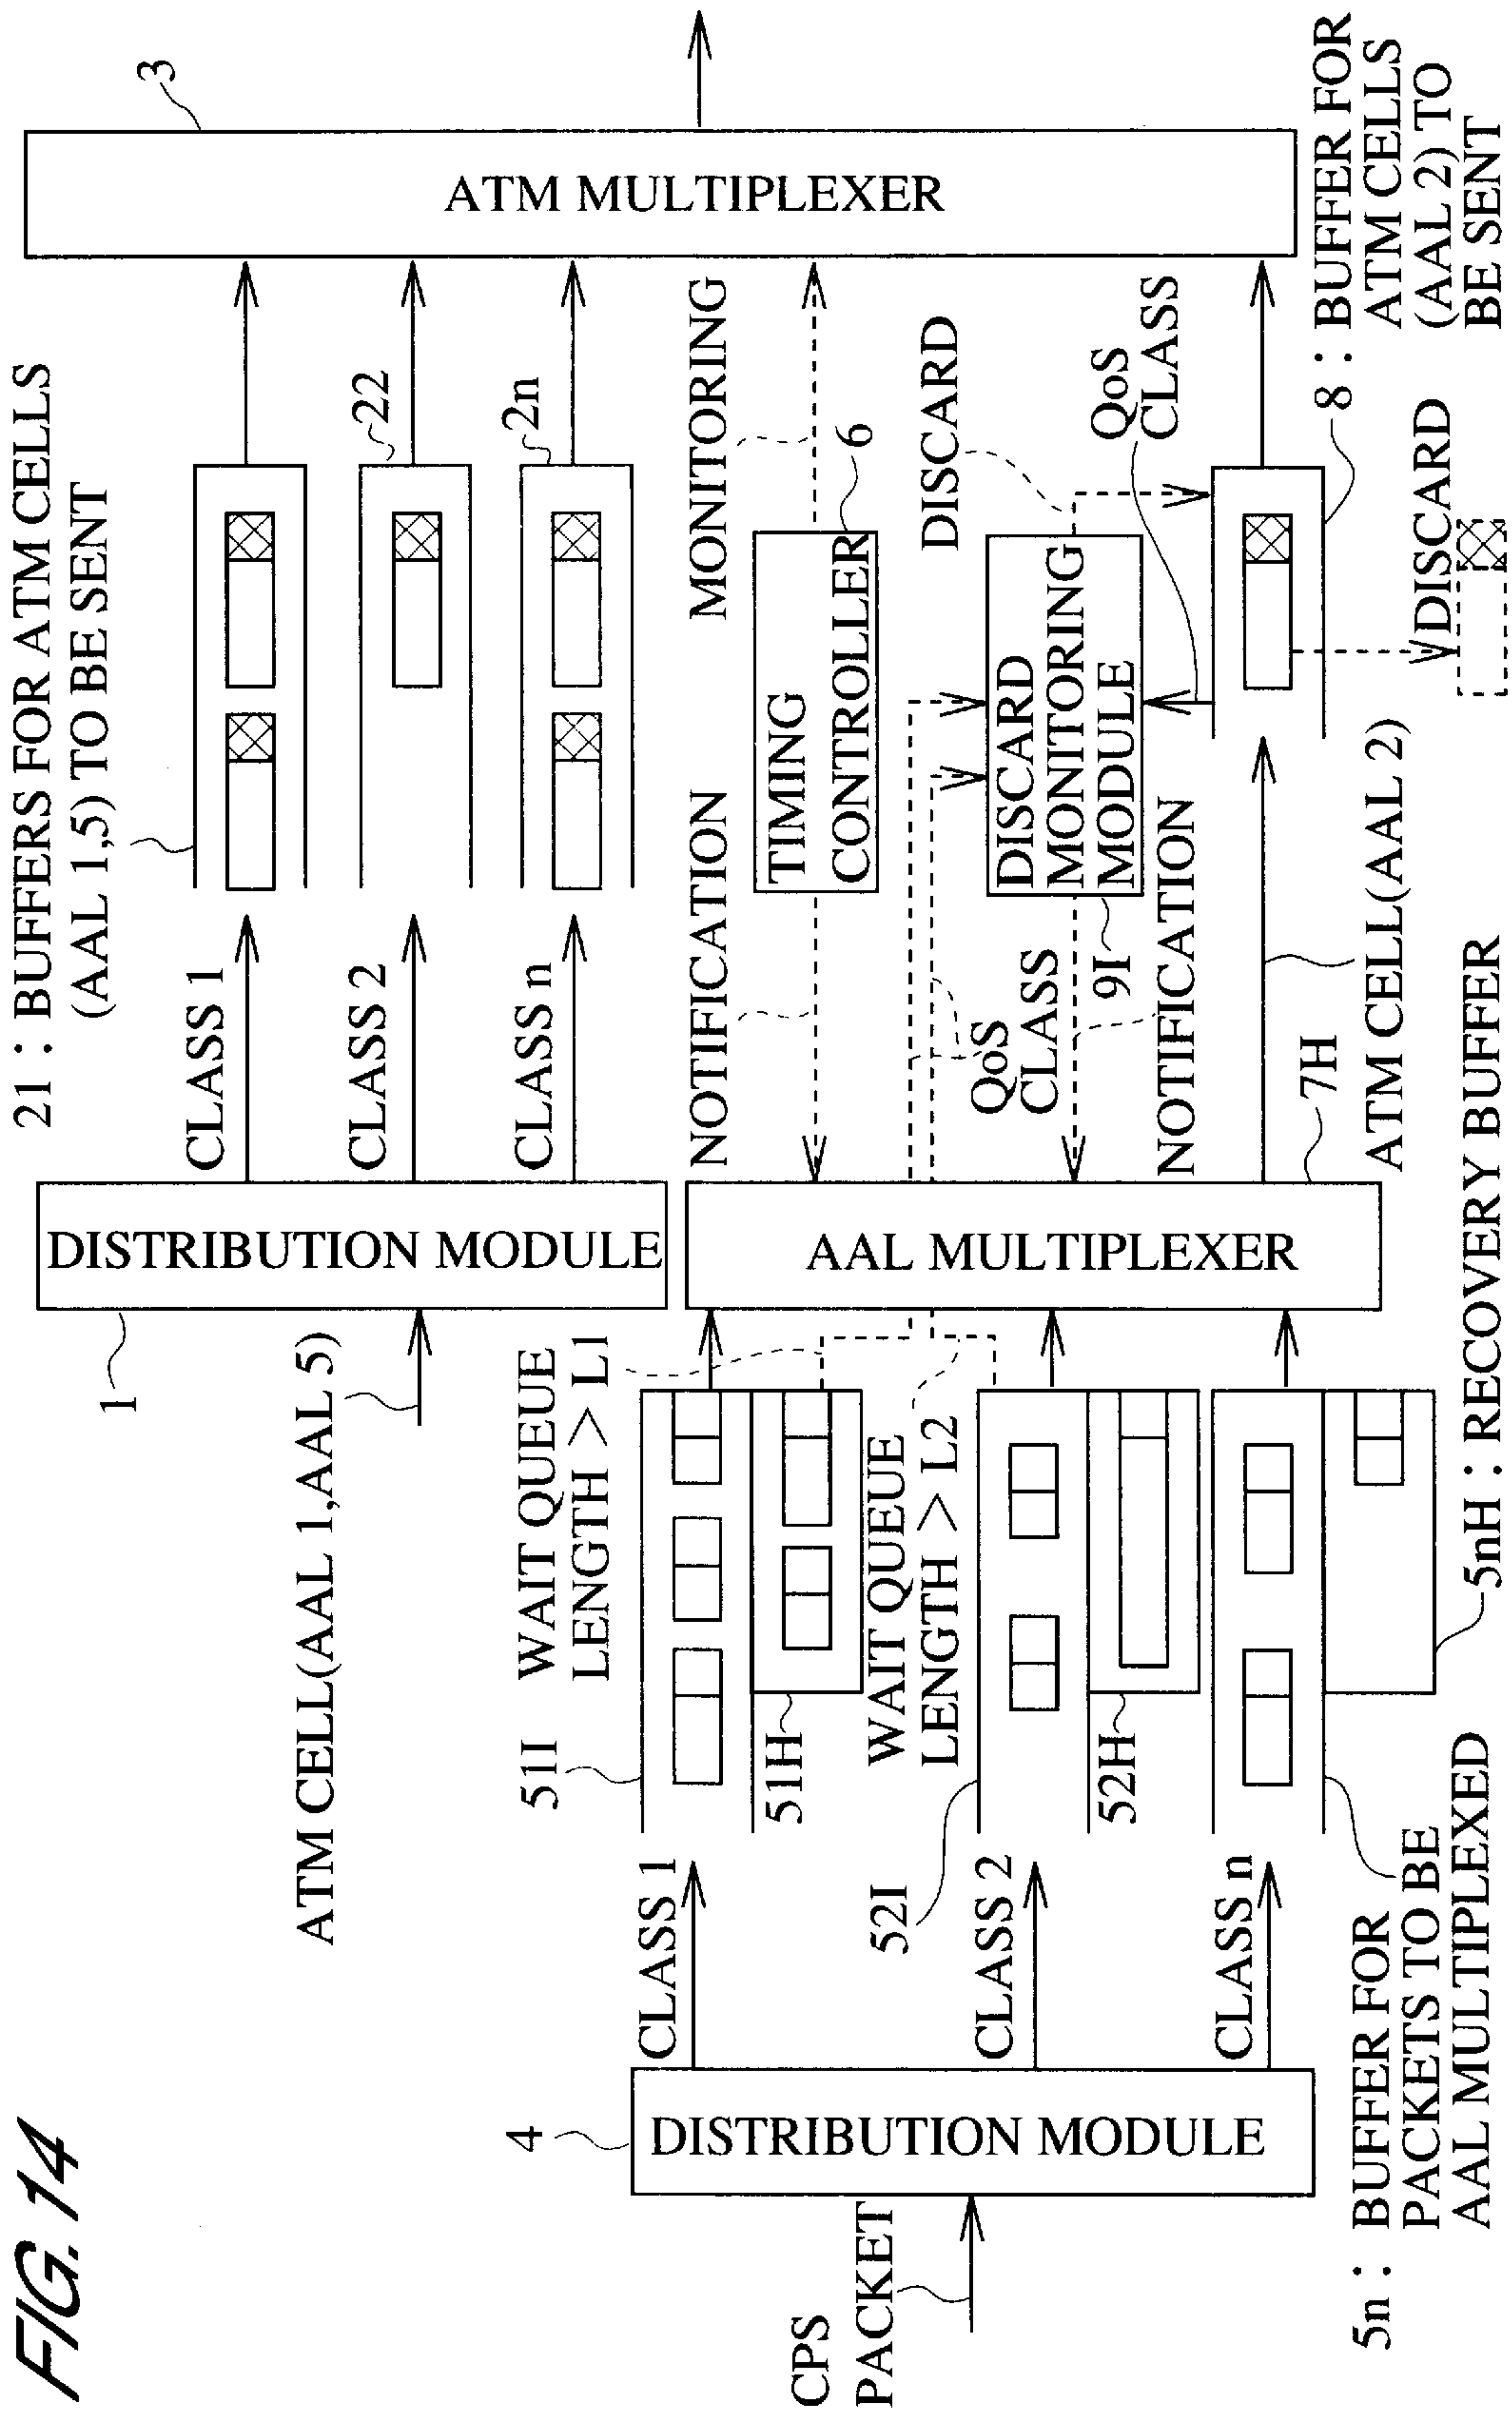 FIG. 14
21 : BUFFERS FOR ATM CELLS
(AAL 1,5) TO BE SENT
3
ATM CELL(AAL 1,AAL 5)
1
DISTRIBUTION MODULE
CLASS 1
CLASS 2
22
CLASS n
2n
ATM MULTIPLEXER
CPS
PACKET
4
DISTRIBUTION MODULE
CLASS 1
51I
WAIT QUEUE
LENGTH > L1
51H
WAIT QUEUE
LENGTH > L2
CLASS 2
52I
52H
CLASS n
5n : BUFFER FOR
PACKETS TO BE
AAL MULTIPLEXED
5nH : RECOVERY BUFFER
AAL MULTIPLEXER
7H
NOTIFICATION
MONITORING
TIMING
CONTROLLER
6
QoS
CLASS
DISCARD
DISCARD
MONITORING
MODULE
9I
NOTIFICATION
QoS
CLASS
ATM CELL(AAL 2)
8 : BUFFER FOR
ATM CELLS
(AAL 2) TO
BE SENT
DISCARD